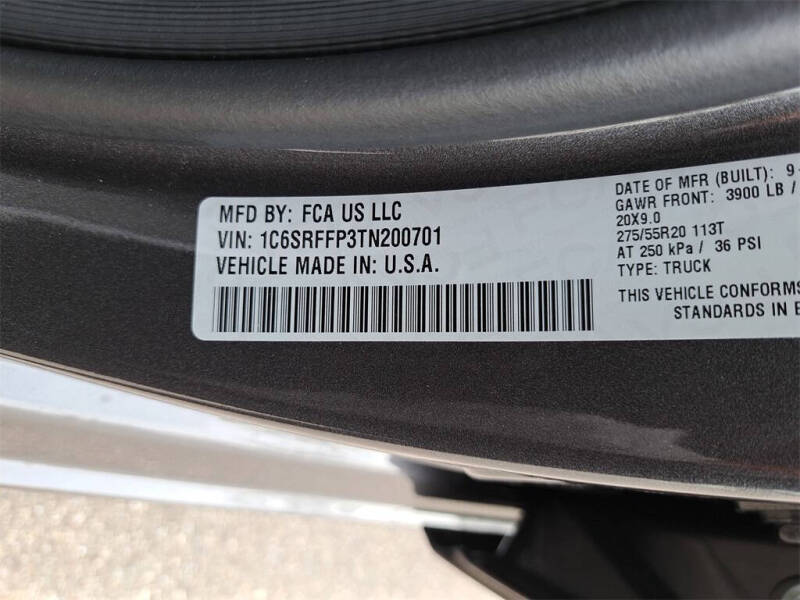 MFD BY: FCA US LLC
VIN: 1C6SRFFP3TN200701
VEHICLE MADE IN: U.S.A.
DATE OF MFR (BUILT): 9-
GAWR FRONT: 3900 LB /
20X9.0
275/55R20 113T
AT 250 kPa / 36 PSI
TYPE: TRUCK
THIS VEHICLE CONFORMS
STANDARDS IN